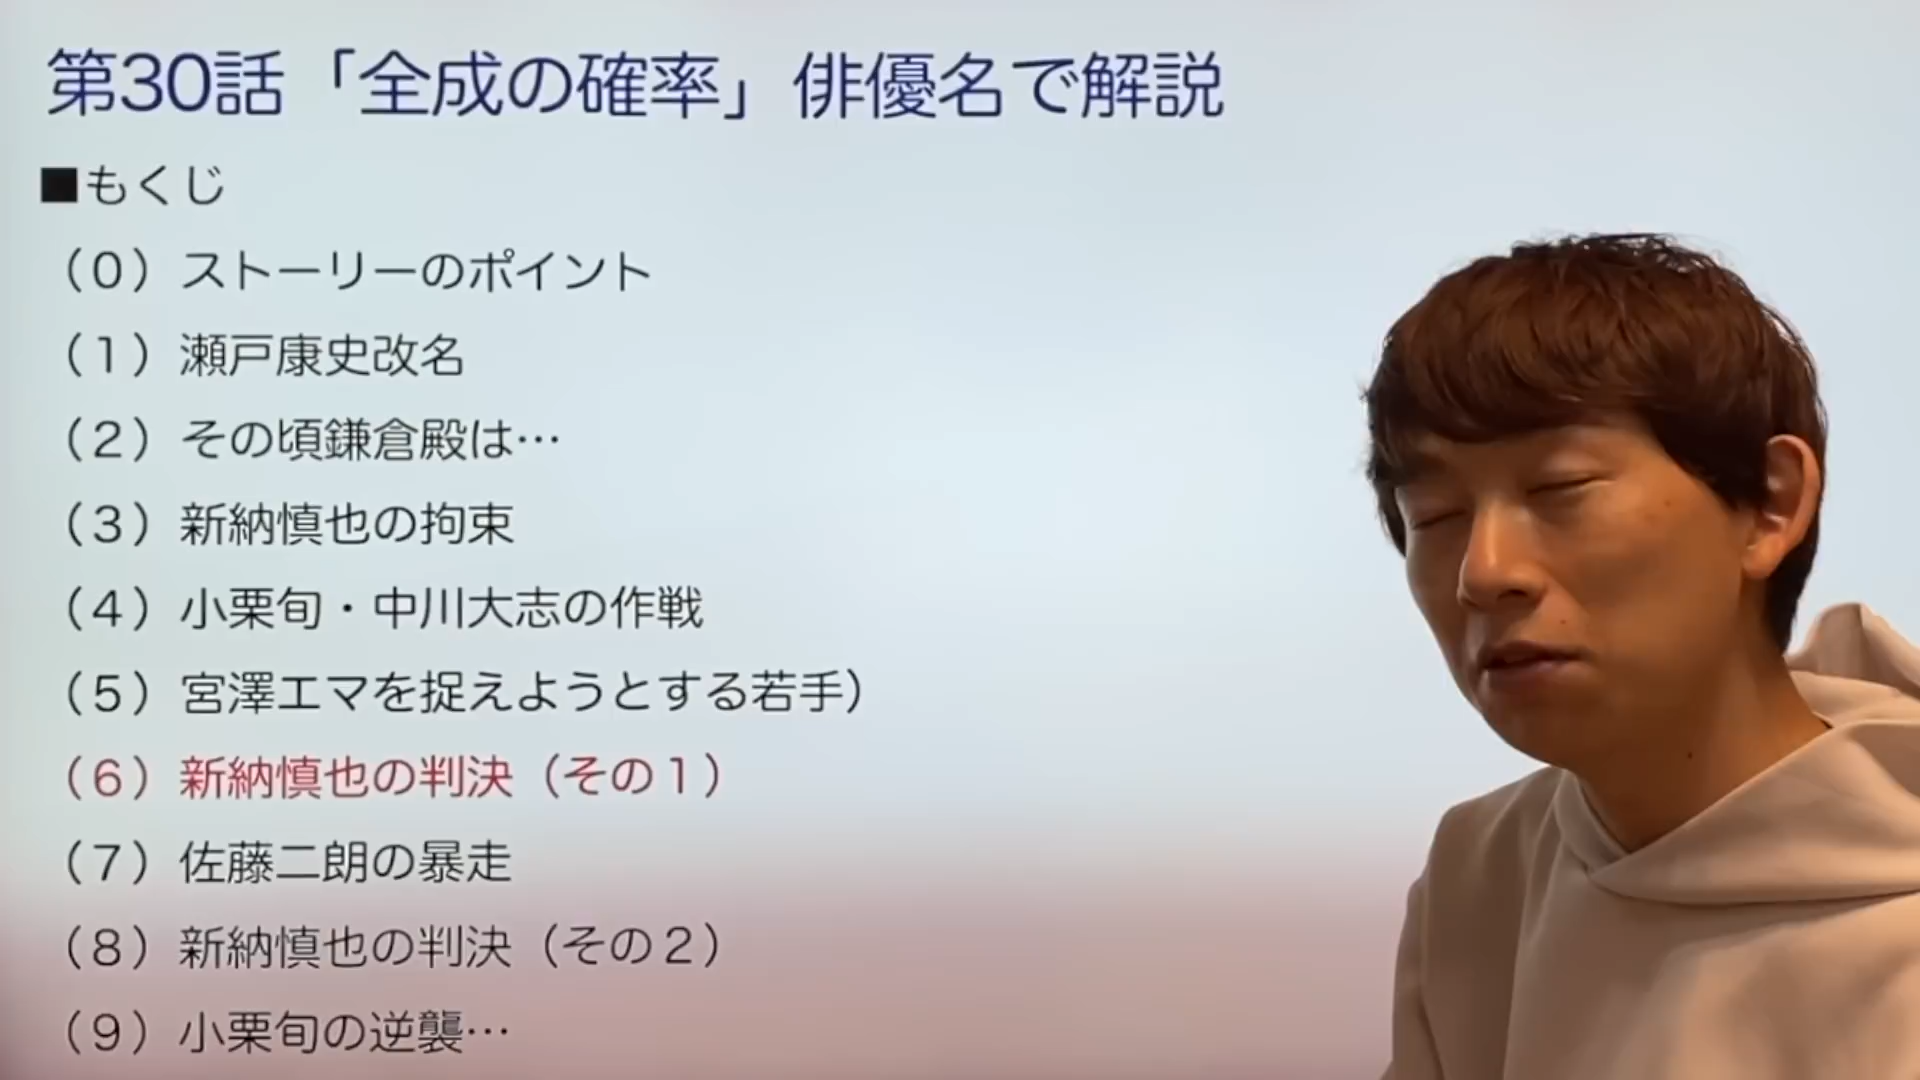 第30話「全成の確率」俳優名で解説
■もくじ
（0）ストーリーのポイント
（1）瀬戸康史改名
（2）その頃鎌倉殿は…
（3）新納慎也の拘束
（4）小栗旬・中川大志の作戦
（5）宮澤エマを捉えようとする若手）
（6）新納慎也の判決（その1）
（7）佐藤二朗の暴走
（8）新納慎也の判決（その2）
（9）小栗旬の逆襲…